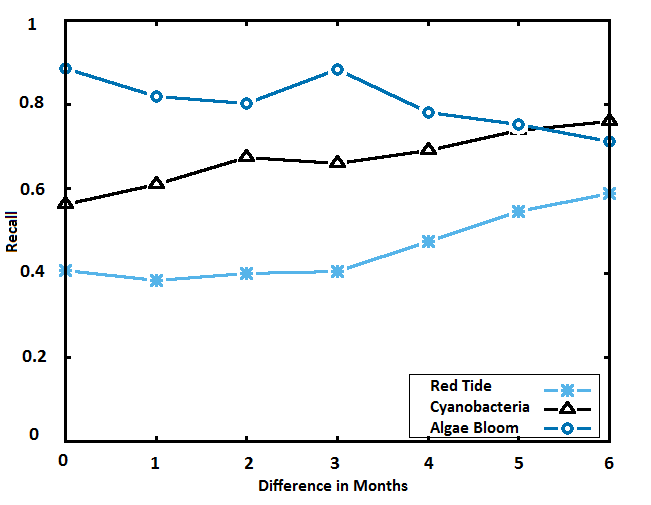 1
0.8
0.6
0.4
0.2
0
Recall
Red Tide
Cyanobacteria
Algae Bloom
0 1 2 3 4 5 6
Difference in Months